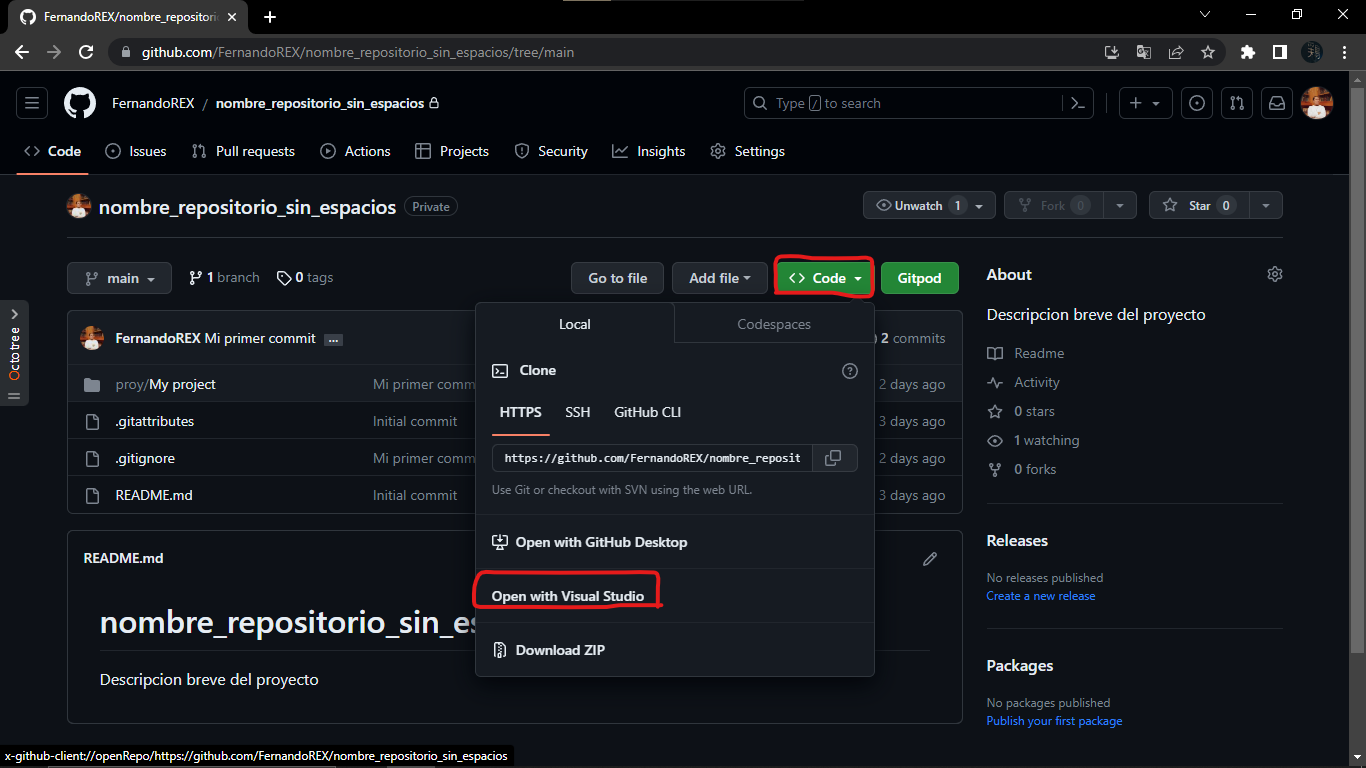 FernandoREX/nombre_repositori
github.com/FernandoREX/nombre_repositorio_sin_espacios/tree/main
FernandoREX / nombre_repositorio_sin_espacios
Type / to search
Code Issues Pull requests Actions Projects Security Insights Settings
nombre_repositorio_sin_espacios Private
Unwatch 1 Fork 0 Star 0
main 1 branch 0 tags Go to file Add file Code Gitpod
FernandoREX Mi primer commit ... 2 commits
proy/My project Mi primer comm 2 days ago
.gitattributes Initial commit 3 days ago
.gitignore Mi primer comm 2 days ago
README.md Initial commit 3 days ago
Local Codespaces
Clone
HTTPS SSH GitHub CLI
https://github.com/FernandoREX/nombre_reposit
Use Git or checkout with SVN using the web URL.
Open with GitHub Desktop
Open with Visual Studio
Download ZIP
README.md
nombre_repositorio_sin_es
Descripcion breve del proyecto
About
Descripcion breve del proyecto
Readme
Activity
0 stars
1 watching
0 forks
Releases
No releases published
Create a new release
Packages
No packages published
Publish your first package
Octotree
x-github-client://openRepo/https://github.com/FernandoREX/nombre_repositorio_sin_espacios